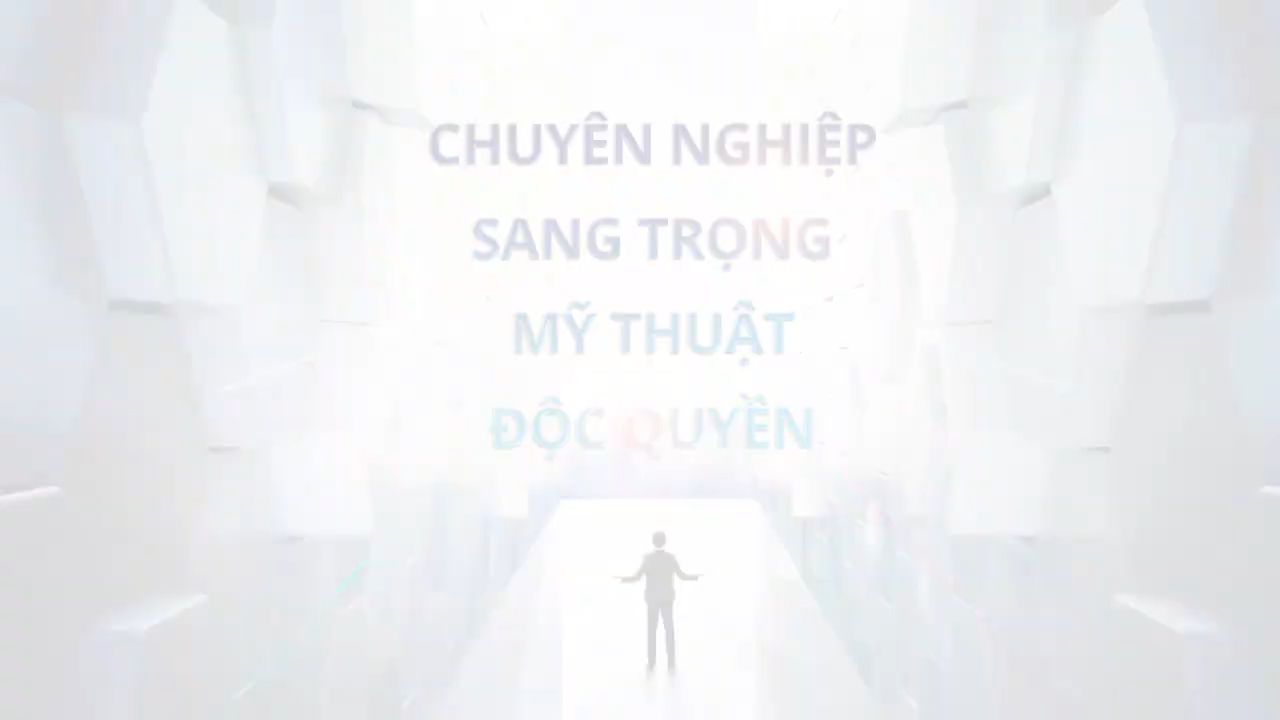 CHUYÊN NGHIỆP
SANG TRỌNG
MỸ THUẬT
ĐỘC QUYỀN